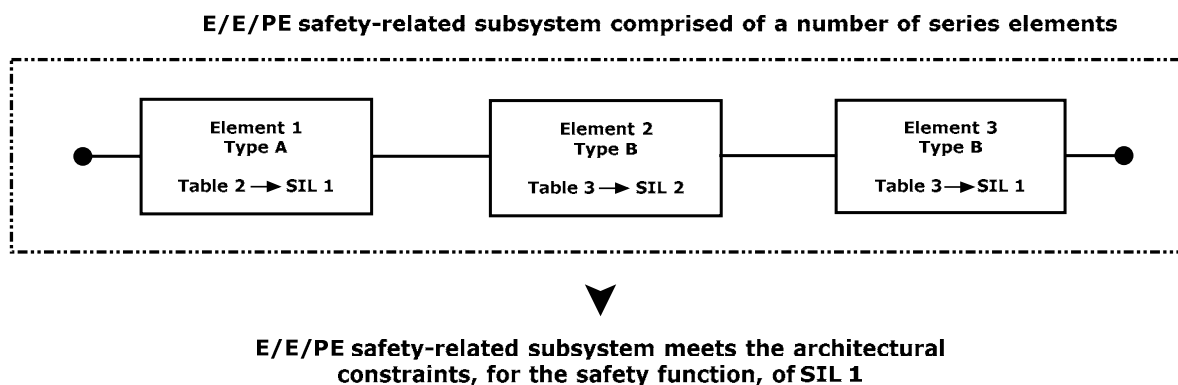 E/E/PE safety-related subsystem comprised of a number of series elements
Element 1
Type A
Table 2 → SIL 1
Element 2
Type B
Table 3 → SIL 2
Element 3
Type B
Table 3 → SIL 1
E/E/PE safety-related subsystem meets the architectural
constraints, for the safety function, of SIL 1